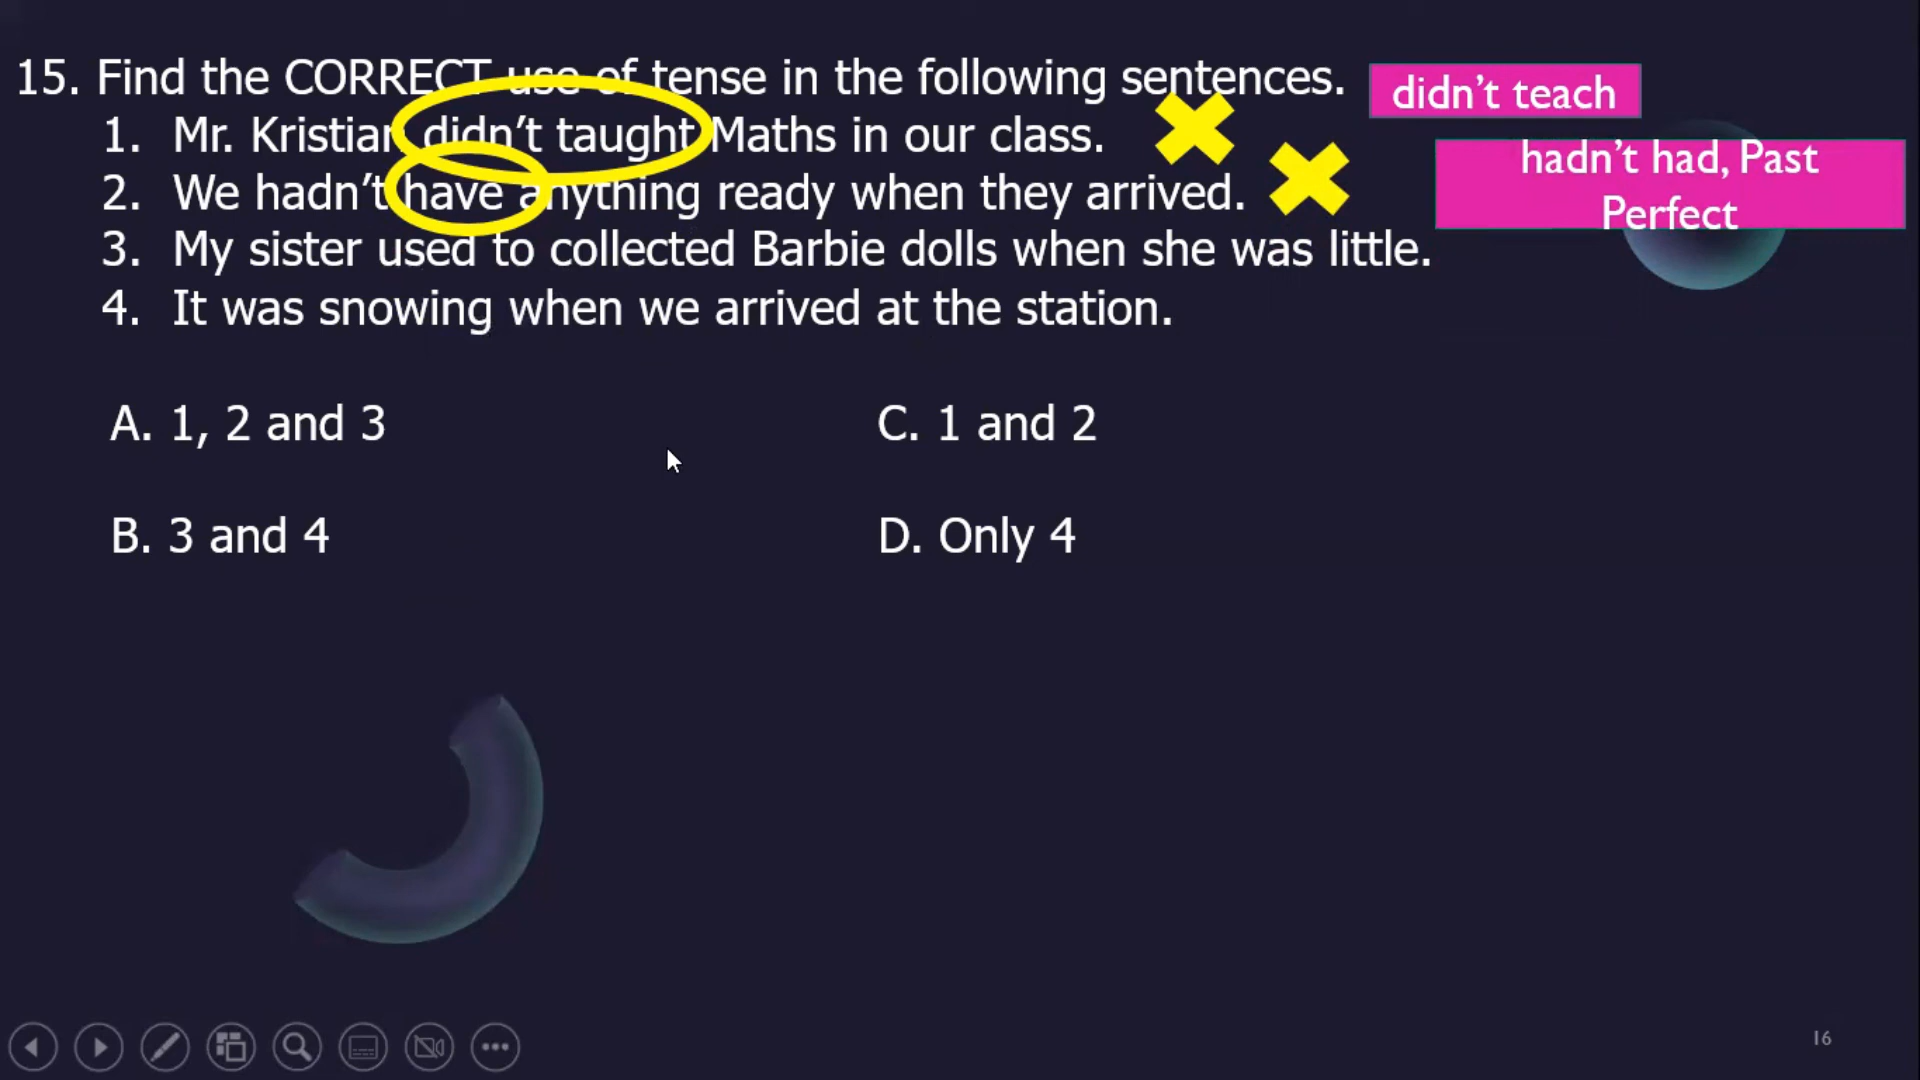 15. Find the CORRECT use of tense in the following sentences.
didn't teach
1. Mr. Kristian didn't taught Maths in our class.
hadn't had, Past
Perfect
2. We hadn't have anything ready when they arrived.
3. My sister used to collected Barbie dolls when she was little.
4. It was snowing when we arrived at the station.
A. 1, 2 and 3
C. 1 and 2
B. 3 and 4
D. Only 4
16